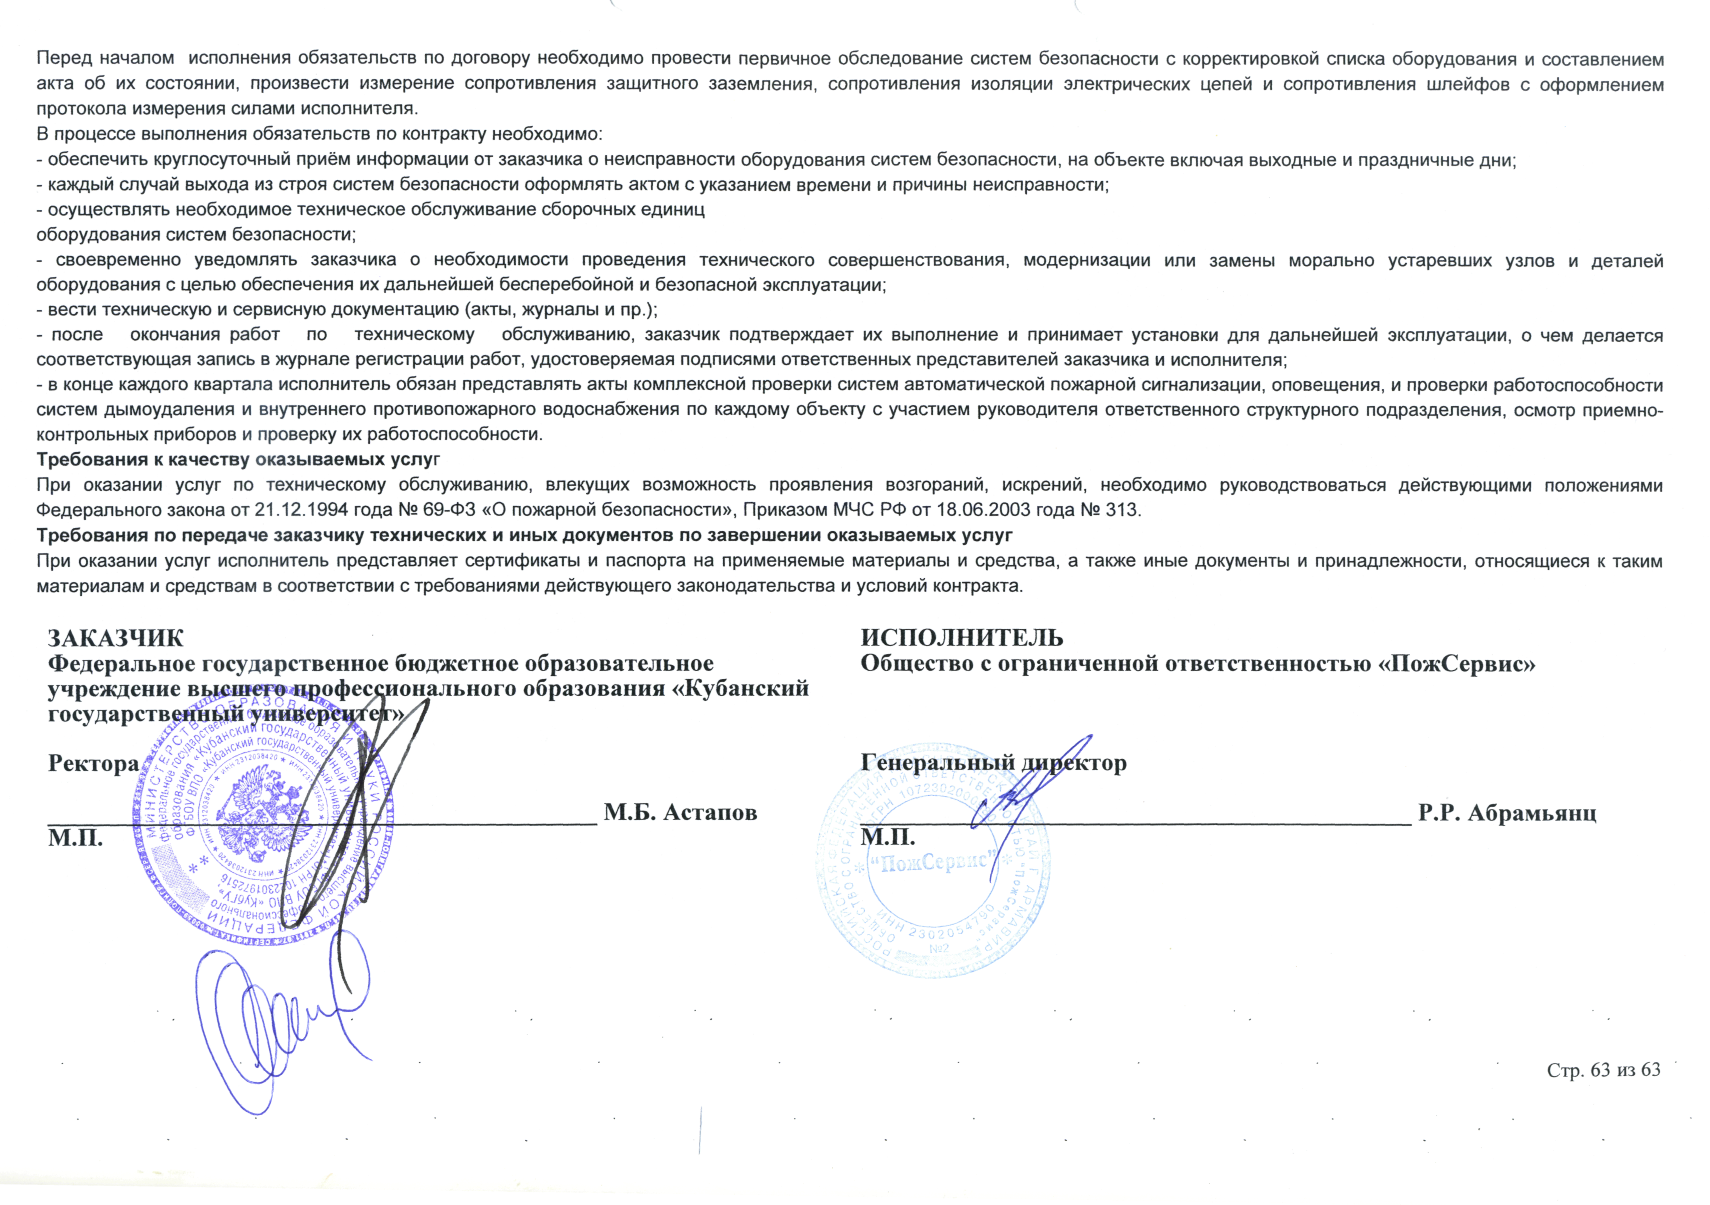 Перед началом исполнения обязательств по договору необходимо провести первичное обследование систем безопасности с корректировкой списка оборудования и составлением
акта об их состоянии, произвести измерение сопротивления защитного заземления, сопротивления изоляции электрических цепей и сопротивления шлейфов с оформлением
протокола измерения силами исполнителя.
В процессе выполнения обязательств по контракту необходимо:
- обеспечить круглосуточный приём информации от заказчика о неисправности оборудования систем безопасности, на объекте включая выходные и праздничные дни;
- каждый случай выхода из строя систем безопасности оформлять актом с указанием времени и причины неисправности;
- осуществлять необходимое техническое обслуживание сборочных единиц
оборудования систем безопасности;
- своевременно уведомлять заказчика о необходимости проведения технического совершенствования, модернизации или замены морально устаревших узлов и деталей
оборудования с целью обеспечения их дальнейшей бесперебойной и безопасной эксплуатации;
- вести техническую и сервисную документацию (акты, журналы и пр.);
- после окончания работ по техническому обслуживанию, заказчик подтверждает их выполнение и принимает установки для дальнейшей эксплуатации, о чем делается
соответствующая запись в журнале регистрации работ, удостоверяемая подписями ответственных представителей заказчика и исполнителя;
- в конце каждого квартала исполнитель обязан представлять акты комплексной проверки систем автоматической пожарной сигнализации, оповещения, и проверки работоспособности
систем дымоудаления и внутреннего противопожарного водоснабжения по каждому объекту с участием руководителя ответственного структурного подразделения, осмотр приемно-
контрольных приборов и проверку их работоспособности.
Требования к качеству оказываемых услуг
При оказании услуг по техническому обслуживанию, влекущих возможность проявления возгораний, искрений, необходимо руководствоваться действующими положениями
Федерального закона от 21.12.1994 года № 69-ФЗ «О пожарной безопасности», Приказом МЧС РФ от 18.06.2003 года № 313.
Требования по передаче заказчику технических и иных документов по завершении оказываемых услуг
При оказании услуг исполнитель представляет сертификаты и паспорта на применяемые материалы и средства, а также иные документы и принадлежности, относящиеся к таким
материалам и средствам в соответствии с требованиями действующего законодательства и условий контракта.
ЗАКАЗЧИК
Федеральное государственное бюджетное образовательное
учреждение высшего профессионального образования «Кубанский
государственный университет»
Ректора
М.Б. Астапов
М.П.
МИНИСТЕРСТВО ОБРАЗОВАНИЯ И НАУКИ РОССИЙСКОЙ ФЕДЕРАЦИИ
ИНН 2312038420
ИСПОЛНИТЕЛЬ
Общество с ограниченной ответственностью «ПожСервис»
Генеральный директор
Р.Р. Абрамьянц
М.П.
"ПожСервис"
ИНН 2302054790
№2
Стр. 63 из 63